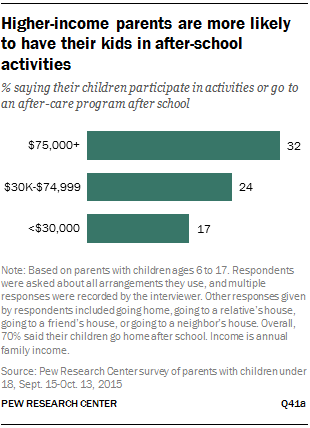 Higher-income parents are more likely
to have their kids in after-school
activities
% saying their children participate in activities or go to
an after-care program after school
$75,000+ 32
$30K-$74,999 24
<$30,000 17
Note: Based on parents with children ages 6 to 17. Respondents
were asked about all arrangements they use, and multiple
responses were recorded by the interviewer. Other responses given
by respondents included going home, going to a relative's house,
going to a friend's house, or going to a neighbor's house. Overall,
70% said their children go home after school. Income is annual
family income.
Source: Pew Research Center survey of parents with children under
18, Sept. 15-Oct. 13, 2015
PEW RESEARCH CENTER Q41a